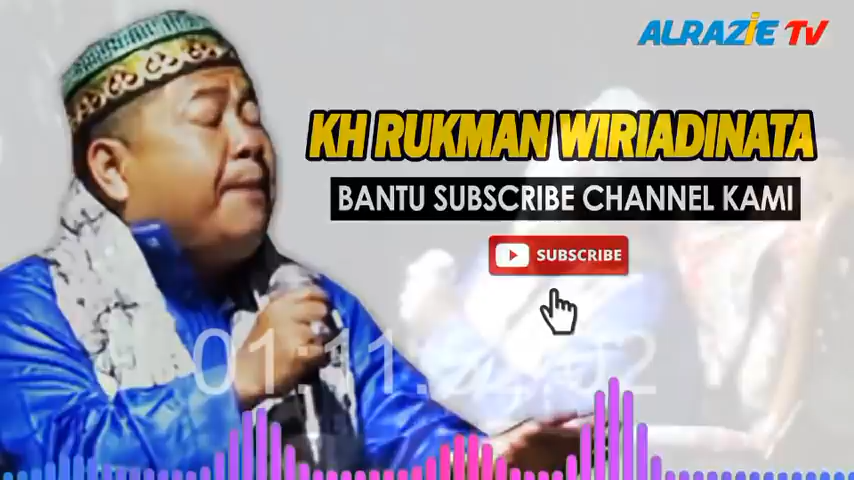 ALRAZiE TV
KH RUKMAN WIRIADINATA
BANTU SUBSCRIBE CHANNEL KAMI
SUBSCRIBE